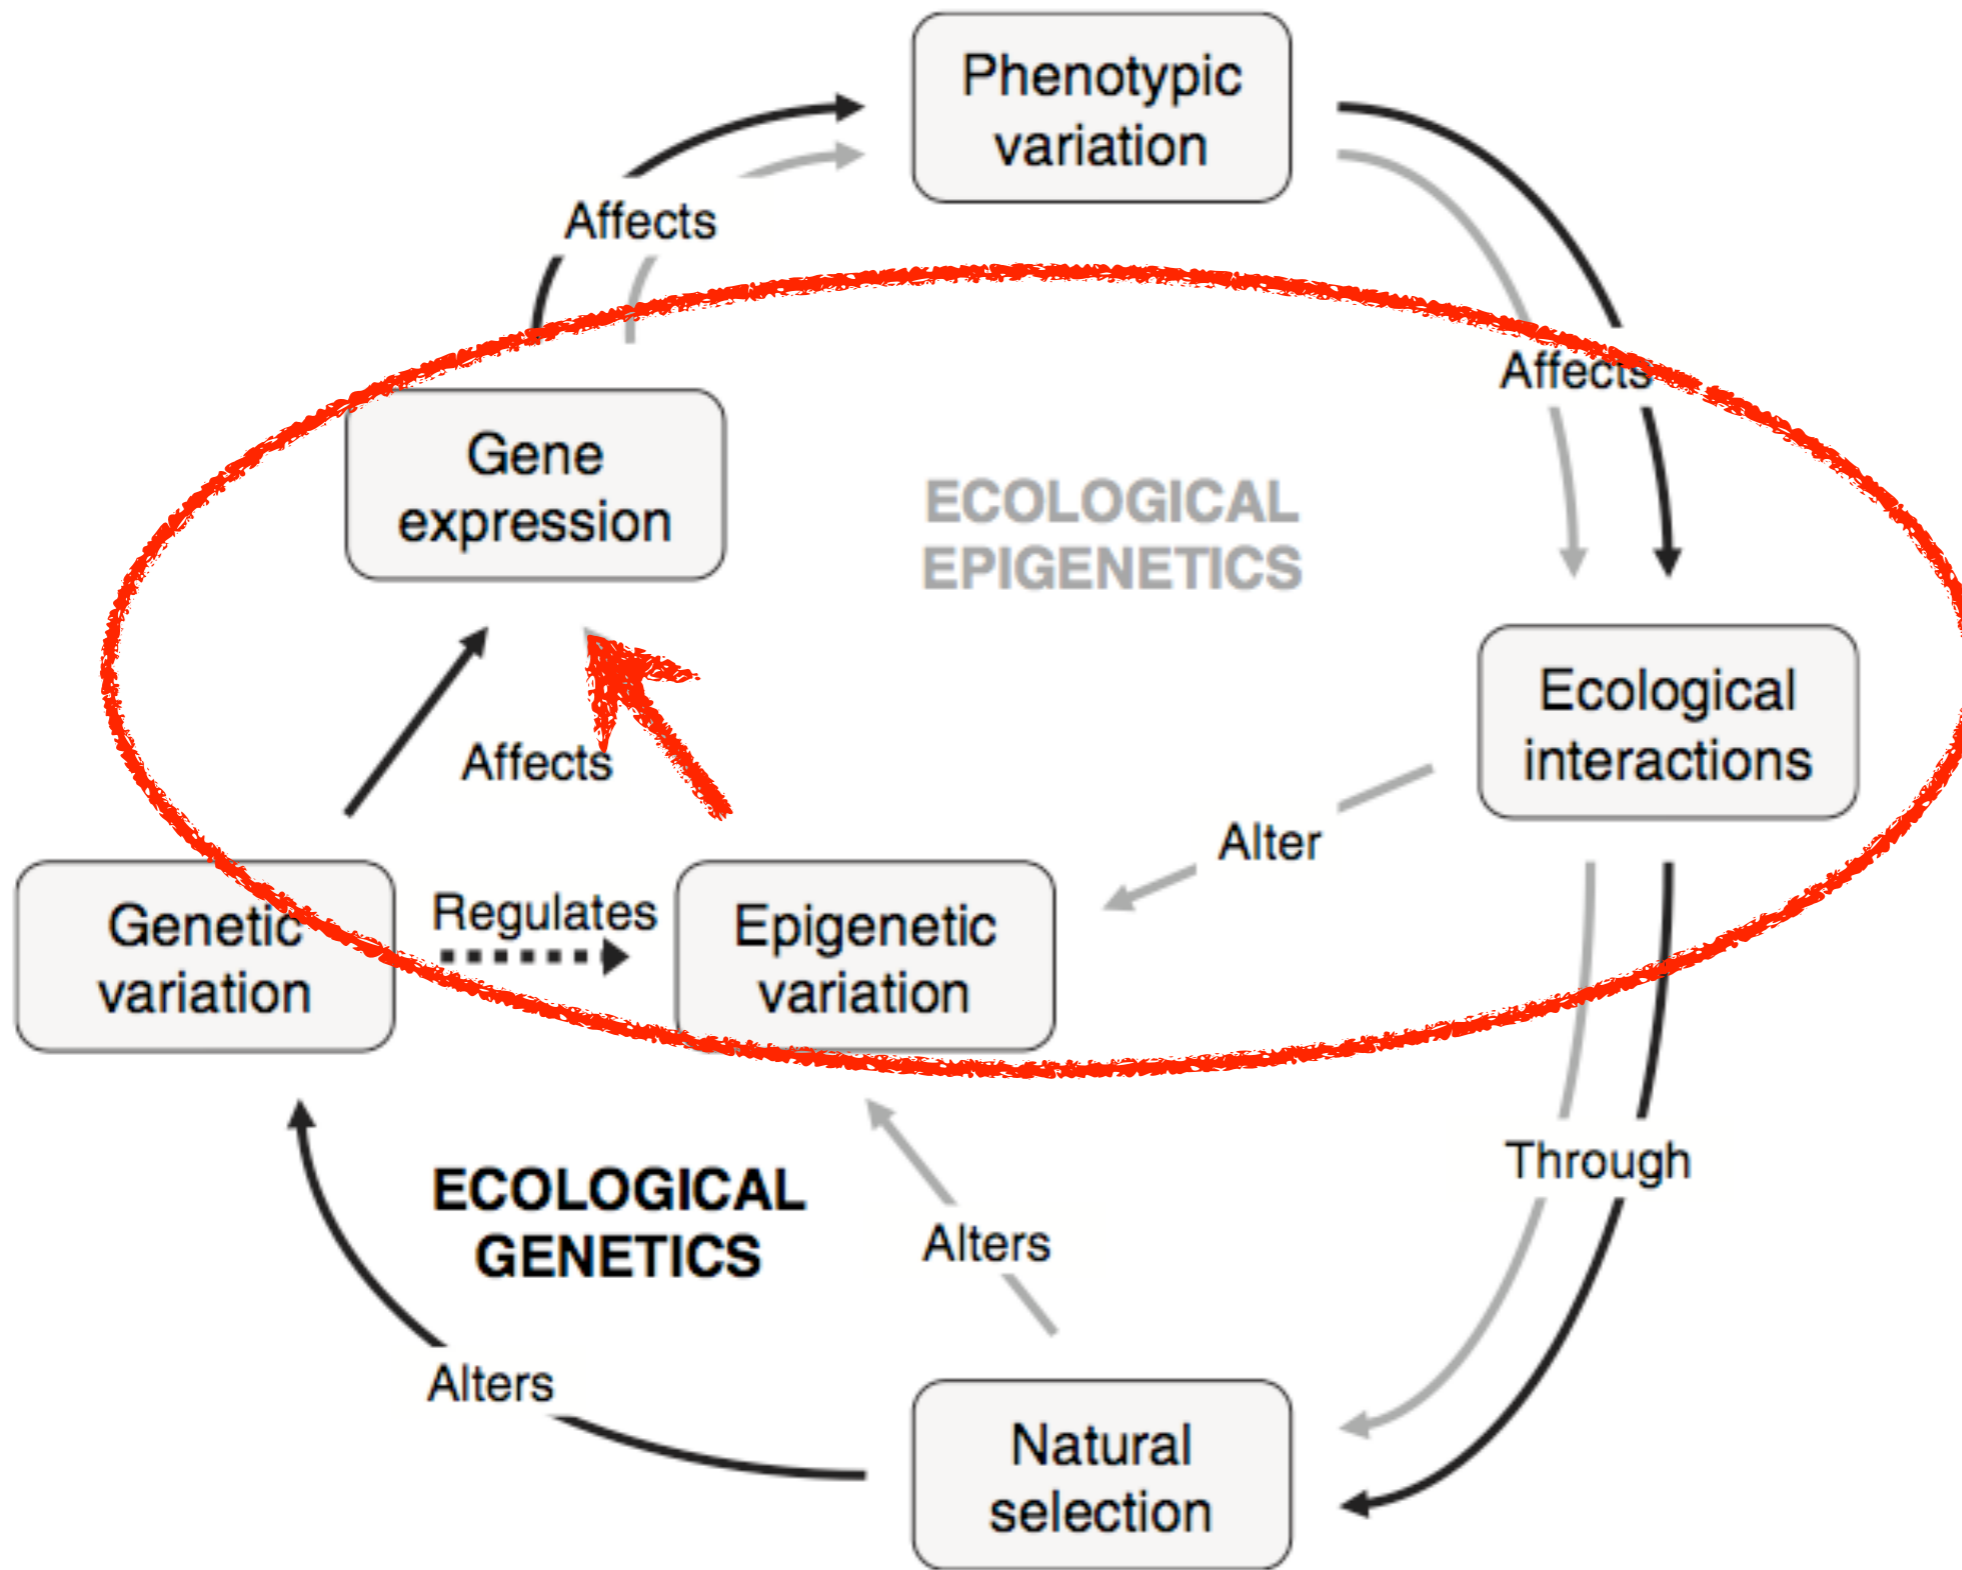 Phenotypic
variation
Affects
Affects
Gene
expression
ECOLOGICAL
EPIGENETICS
Ecological
interactions
Affects
Alter
Genetic
variation
Regulates
Epigenetic
variation
Through
ECOLOGICAL
GENETICS
Alters
Alters
Natural
selection